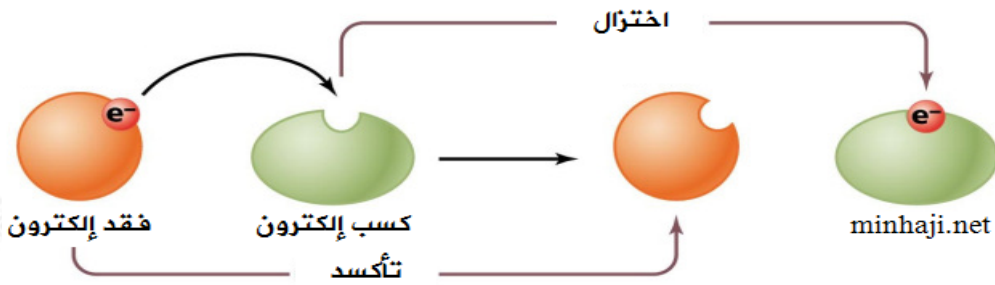 اختزال
e⁻
e⁻
فقد إلكترون
كسب إلكترون
minhaji.net
تأكسد